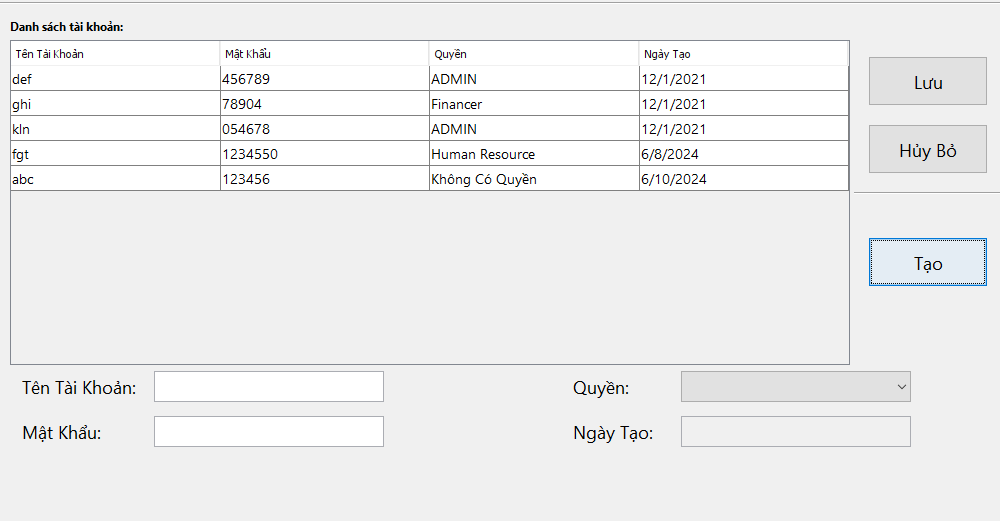 Danh sách tài khoản:
Tên Tài Khoản Mật Khẩu Quyền Ngày Tạo
def 456789 ADMIN 12/1/2021
ghi 78904 Financer 12/1/2021
kln 054678 ADMIN 12/1/2021
fgt 1234550 Human Resource 6/8/2024
abc 123456 Không Có Quyền 6/10/2024
Lưu
Hủy Bỏ
Tạo
Tên Tài Khoản: Quyền:
Mật Khẩu: Ngày Tạo: